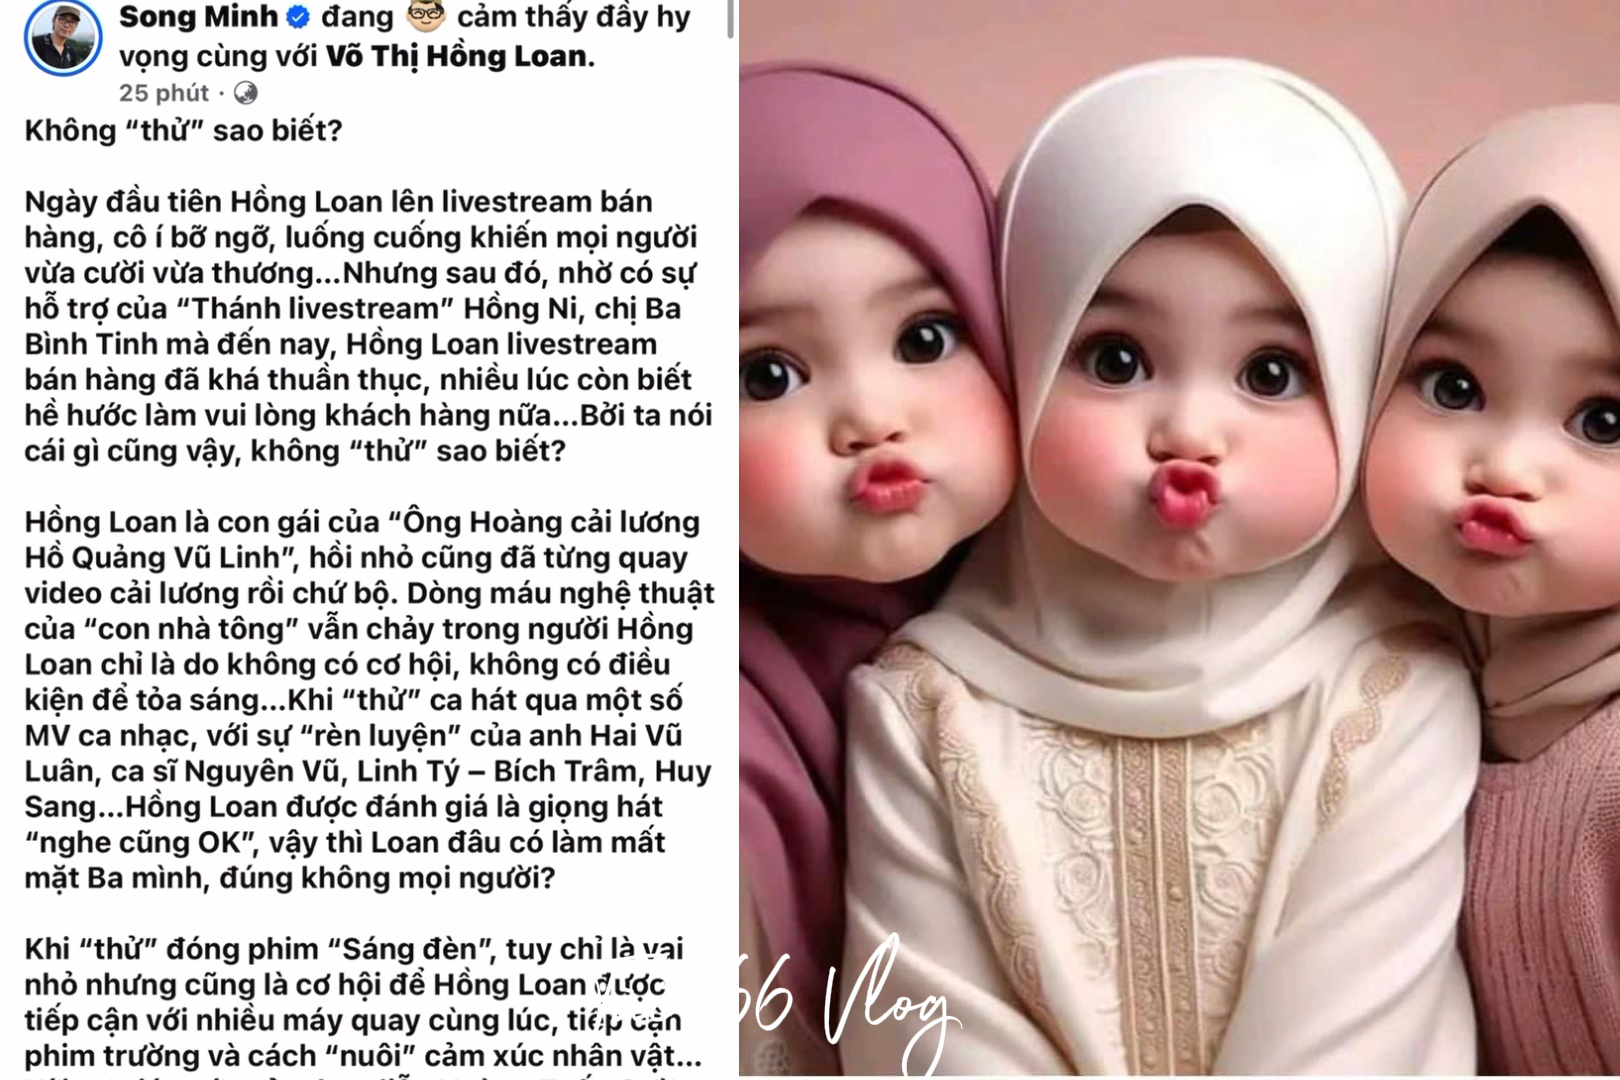 Song Minh đang cảm thấy đầy hy
vọng cùng với Võ Thị Hồng Loan.
25 phút ·
Không “thử” sao biết?
Ngày đầu tiên Hồng Loan lên livestream bán
hàng, cô í bỡ ngỡ, luống cuống khiến mọi người
vừa cười vừa thương...Nhưng sau đó, nhờ có sự
hỗ trợ của “Thánh livestream” Hồng Ni, chị Ba
Bình Tinh mà đến nay, Hồng Loan livestream
bán hàng đã khá thuần thục, nhiều lúc còn biết
hề hước làm vui lòng khách hàng nữa...Bởi ta nói
cái gì cũng vậy, không “thử” sao biết?
Hồng Loan là con gái của “Ông Hoàng cải lương
Hồ Quảng Vũ Linh”, hồi nhỏ cũng đã từng quay
video cải lương rồi chứ bộ. Dòng máu nghệ thuật
của “con nhà tông” vẫn chảy trong người Hồng
Loan chỉ là do không có cơ hội, không có điều
kiện để tỏa sáng...Khi “thử” ca hát qua một số
MV ca nhạc, với sự “rèn luyện” của anh Hai Vũ
Luân, ca sĩ Nguyên Vũ, Linh Tý – Bích Trâm, Huy
Sang...Hồng Loan được đánh giá là giọng hát
“nghe cũng OK”, vậy thì Loan đâu có làm mất
mặt Ba mình, đúng không mọi người?
Khi “thử” đóng phim “Sáng đèn”, tuy chỉ là vai
nhỏ nhưng cũng là cơ hội để Hồng Loan được
tiếp cận với nhiều máy quay cùng lúc, tiếp cận
phim trường và cách “nuôi” cảm xúc nhân vật...
66 Vlog